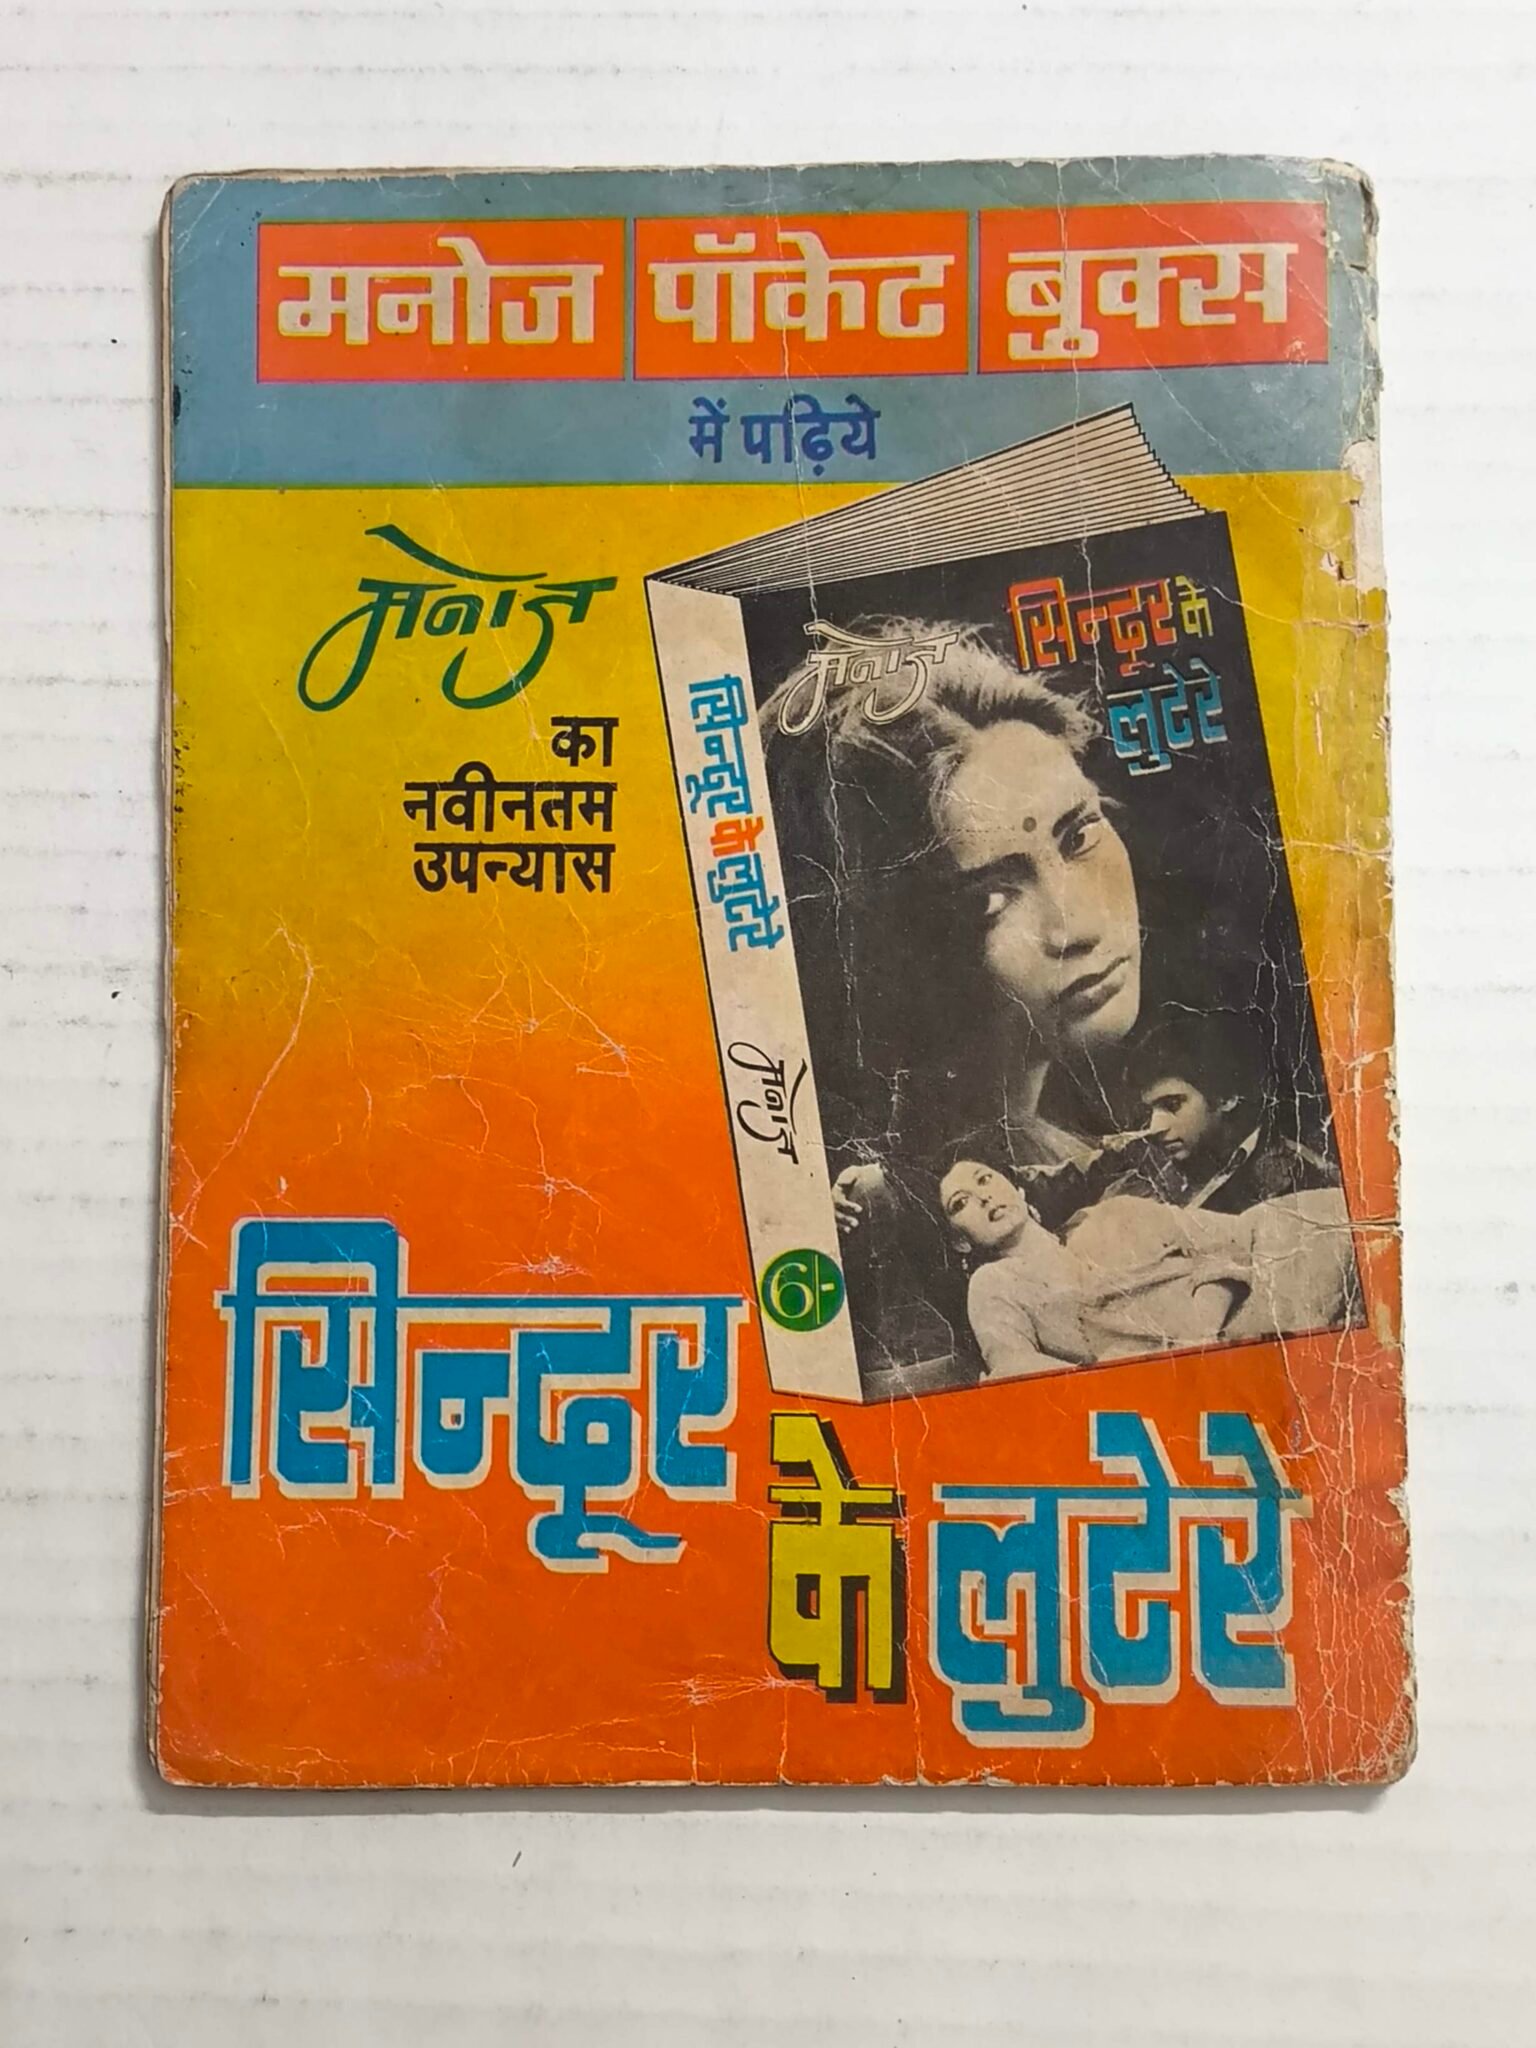 मनोज पॉकेट बुक्स
में पढ़िये
मनोज
का
नवीनतम
उपन्यास
मनोज
सिन्दूर के
लुटेरे
सिन्दूर के लुटेरे
मनोज
6/-
सिन्दूर
के लुटेरे